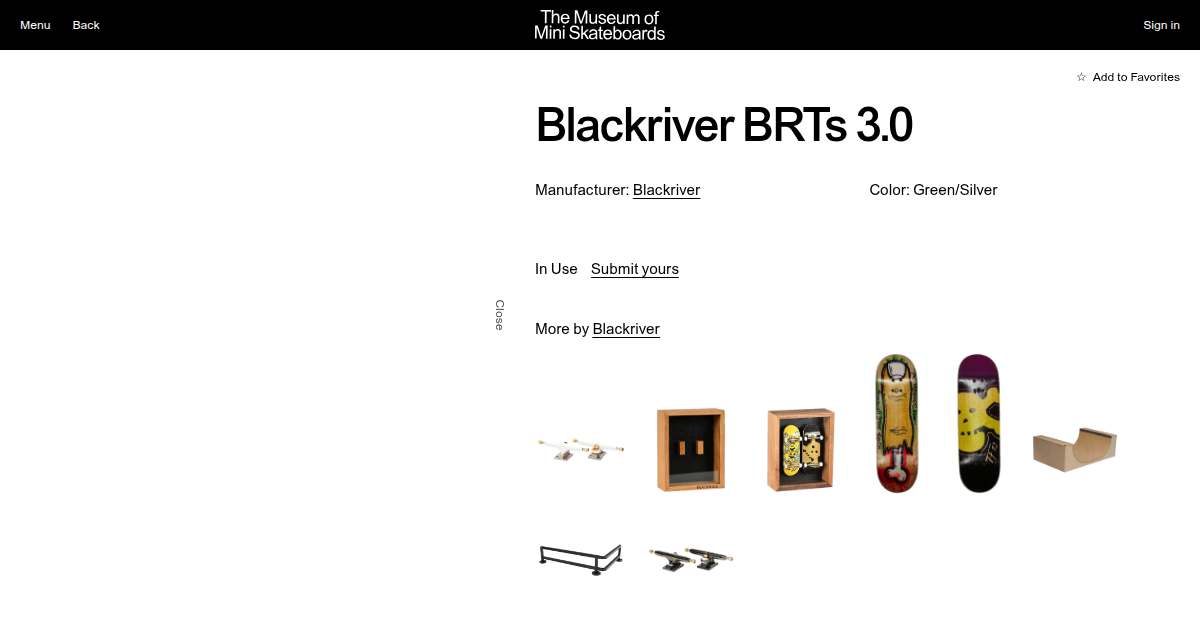 Menu
Back
The Museum of
Mini Skateboards
Sign in
☆ Add to Favorites
Blackriver BRTs 3.0
Manufacturer: Blackriver
Color: Green/Silver
In Use
Submit yours
Close
More by Blackriver